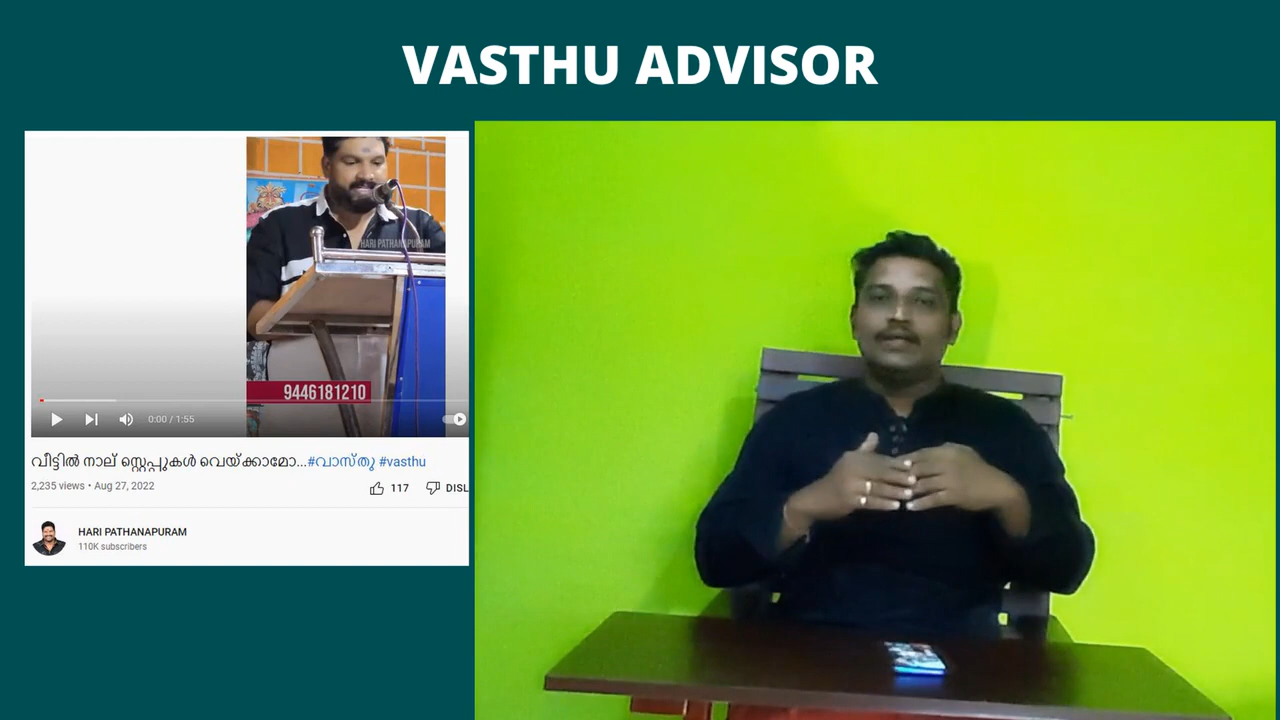 VASTHU ADVISOR
HARI PATHANAPURAM
9446181210
0:00 / 1:55
വീട്ടിൽ നാല് സ്റ്റെപ്പുകൾ വെയ്ക്കാമോ...#വാസ്തു #vasthu
2,235 views • Aug 27, 2022
117 DISL
HARI PATHANAPURAM
110K subscribers